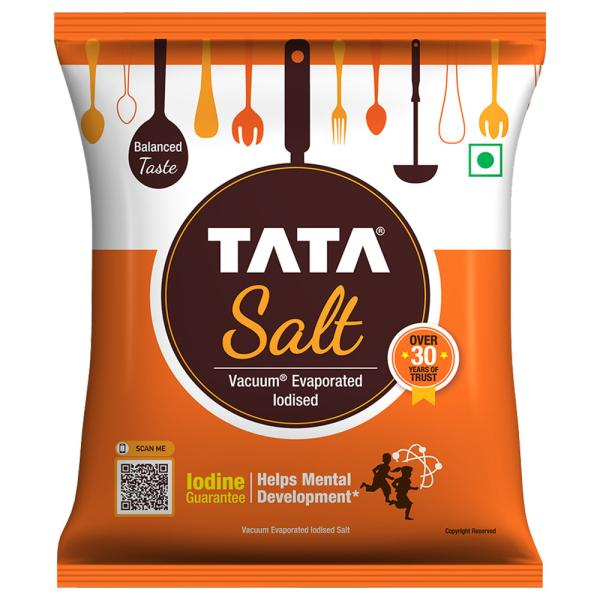 Balanced
Taste
TATA®
Salt
Vacuum® Evaporated
Iodised
OVER
30
YEARS OF
TRUST
SCAN ME
Iodine
Guarantee
Helps Mental
Development*
Vacuum Evaporated Iodised Salt
Copyright Reserved